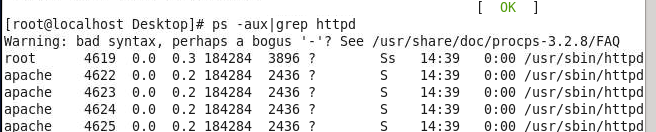 [  OK  ]
[root@localhost Desktop]# ps -aux|grep httpd
Warning: bad syntax, perhaps a bogus '-'? See /usr/share/doc/procps-3.2.8/FAQ
root      4619  0.0  0.3 184284  3896 ?        Ss   14:39   0:00 /usr/sbin/httpd
apache    4622  0.0  0.2 184284  2436 ?        S    14:39   0:00 /usr/sbin/httpd
apache    4623  0.0  0.2 184284  2436 ?        S    14:39   0:00 /usr/sbin/httpd
apache    4624  0.0  0.2 184284  2436 ?        S    14:39   0:00 /usr/sbin/httpd
apache    4625  0.0  0.2 184284  2436 ?        S    14:39   0:00 /usr/sbin/httpd